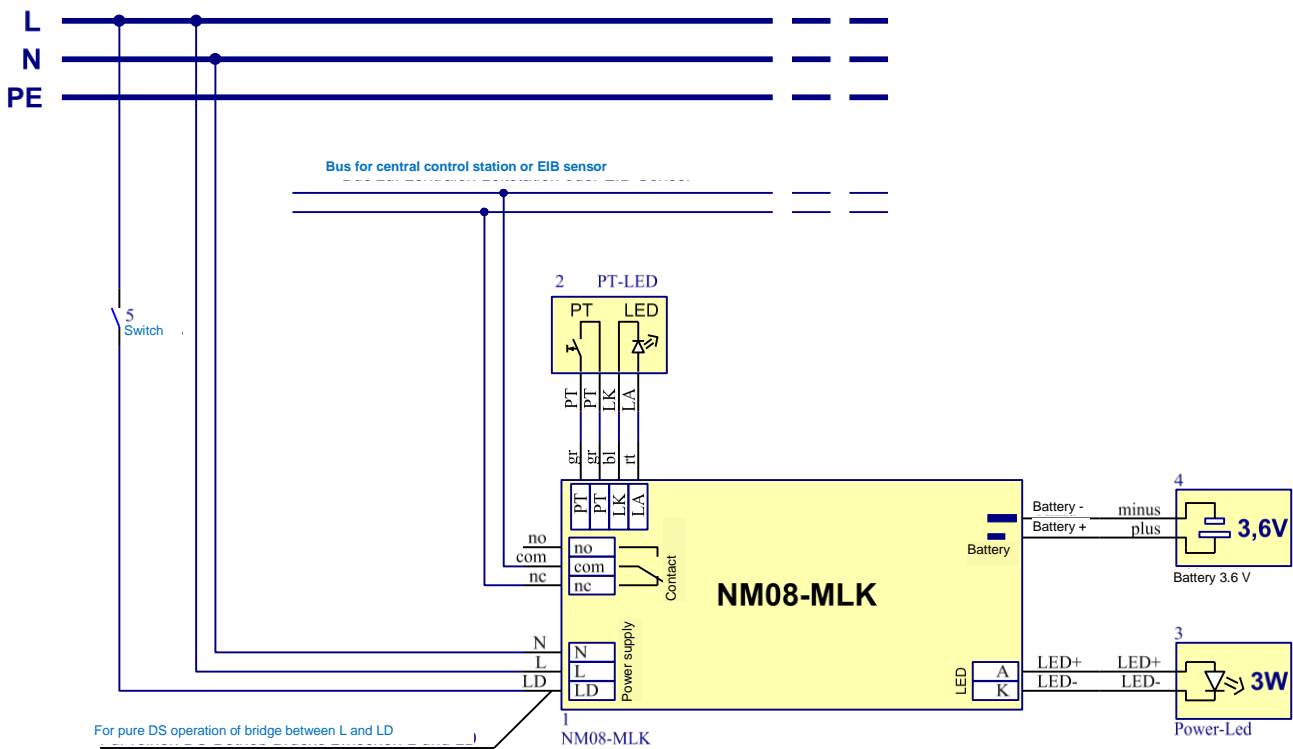 L
N
PE
Bus for central control station or EIB sensor
2 PT-LED
PT LED
5
Switch
PT PT LK LA
gr gr bl rt
PT PT LK LA
4
Battery - minus
Battery + plus
3,6V
Battery
Battery 3.6 V
no no
com com
nc nc
Contact
NM08-MLK
N N
L L
LD LD
Power supply
3
LED
A LED+ LED+
K LED- LED-
3W
Power-Led
For pure DS operation of bridge between L and LD
1
NM08-MLK